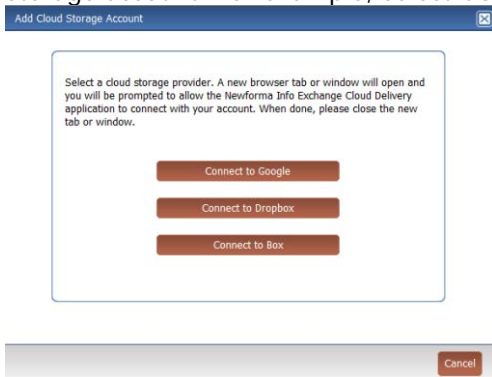 Add Cloud Storage Account
Select a cloud storage provider. A new browser tab or window will open and
you will be prompted to allow the Newforma Info Exchange Cloud Delivery
application to connect with your account. When done, please close the new
tab or window.
Connect to Google
Connect to Dropbox
Connect to Box
Cancel